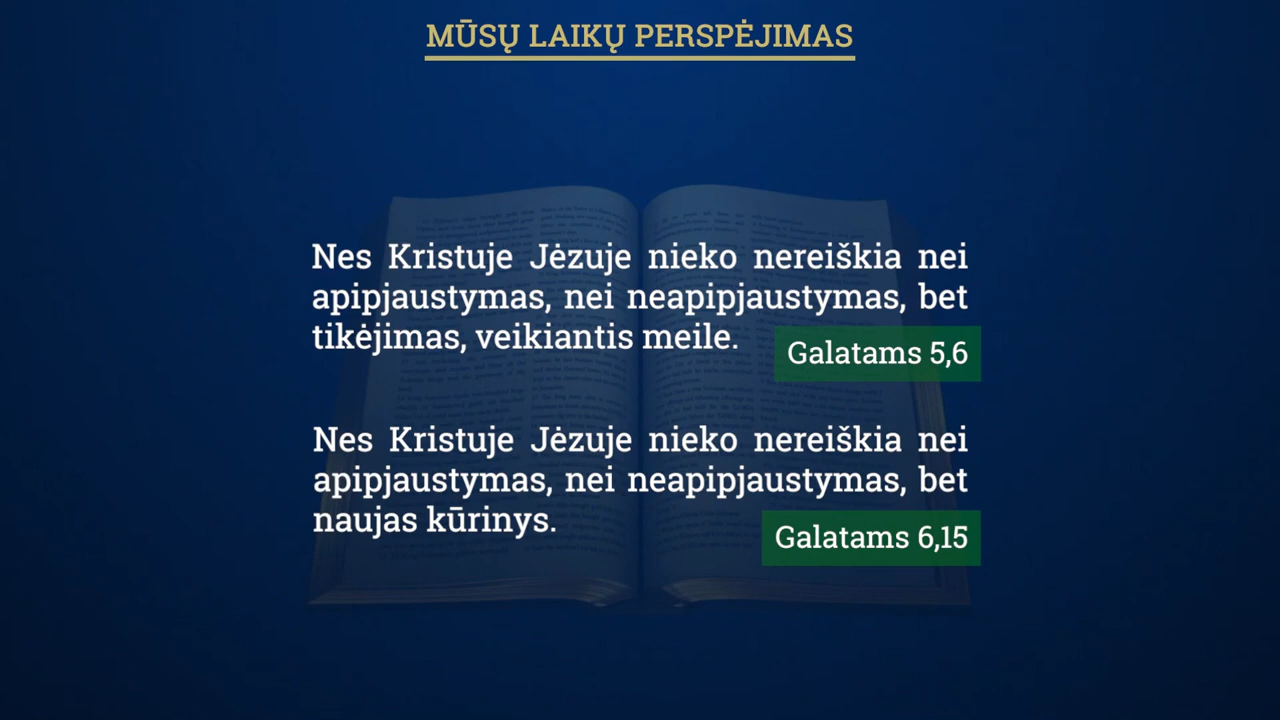 MŪSŲ LAIKŲ PERSPĖJIMAS
Nes Kristuje Jėzuje nieko nereiškia nei
apipjaustymas, nei neapipjaustymas, bet
tikėjimas, veikiantis meile.
Galatams 5,6
Nes Kristuje Jėzuje nieko nereiškia nei
apipjaustymas, nei neapipjaustymas, bet
naujas kūrinys.
Galatams 6,15